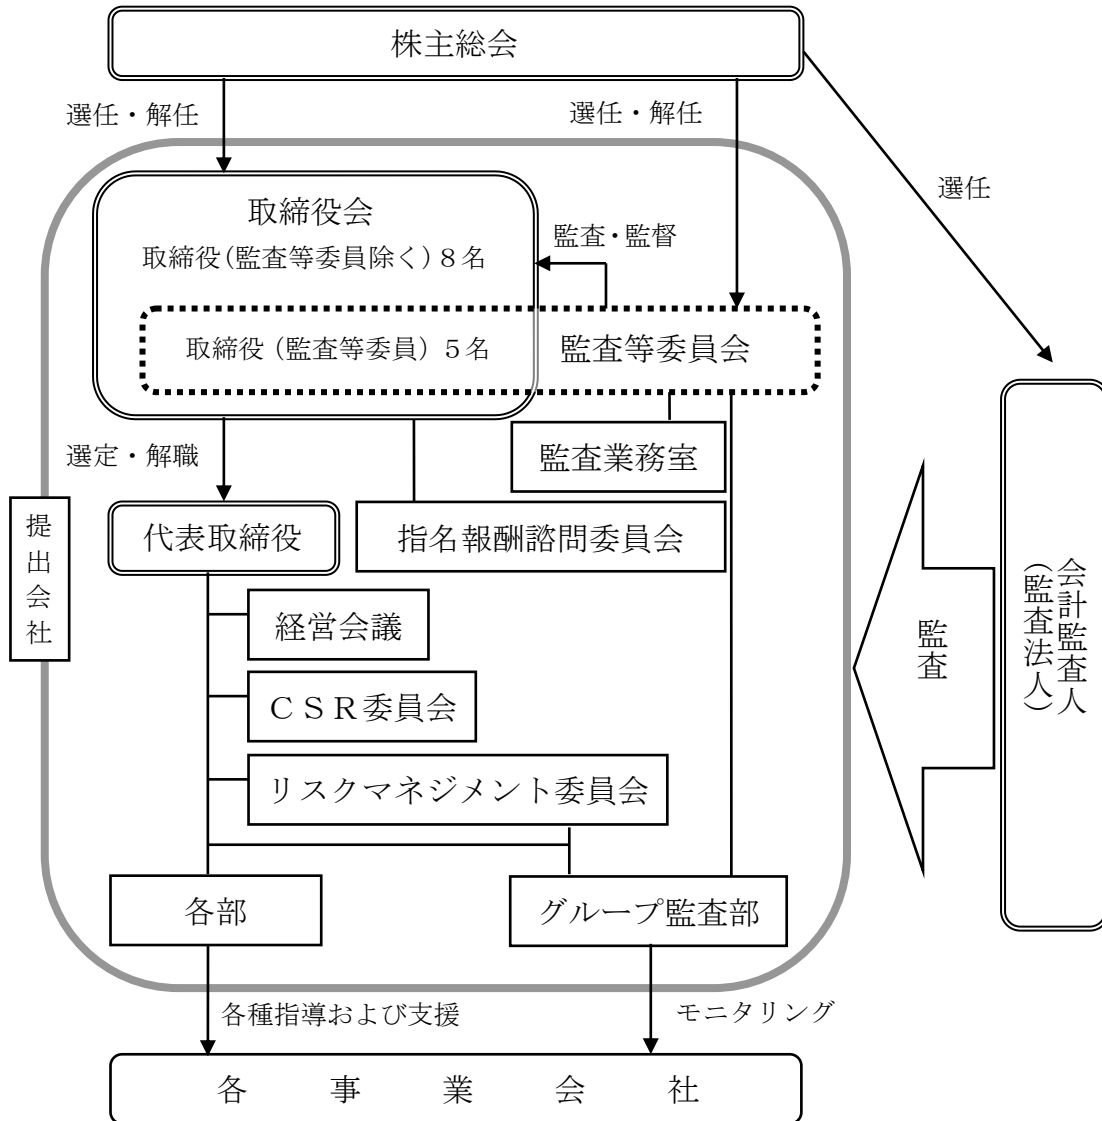 株主総会
選任・解任
選任・解任
選任
取締役会
取締役（監査等委員除く）８名
監査・監督
取締役（監査等委員）５名
監査等委員会
選定・解職
監査業務室
提出会社
代表取締役
指名報酬諮問委員会
経営会議
ＣＳＲ委員会
リスクマネジメント委員会
監査
会計監査人
（監査法人）
各部
グループ監査部
各種指導および支援
モニタリング
各事業会社